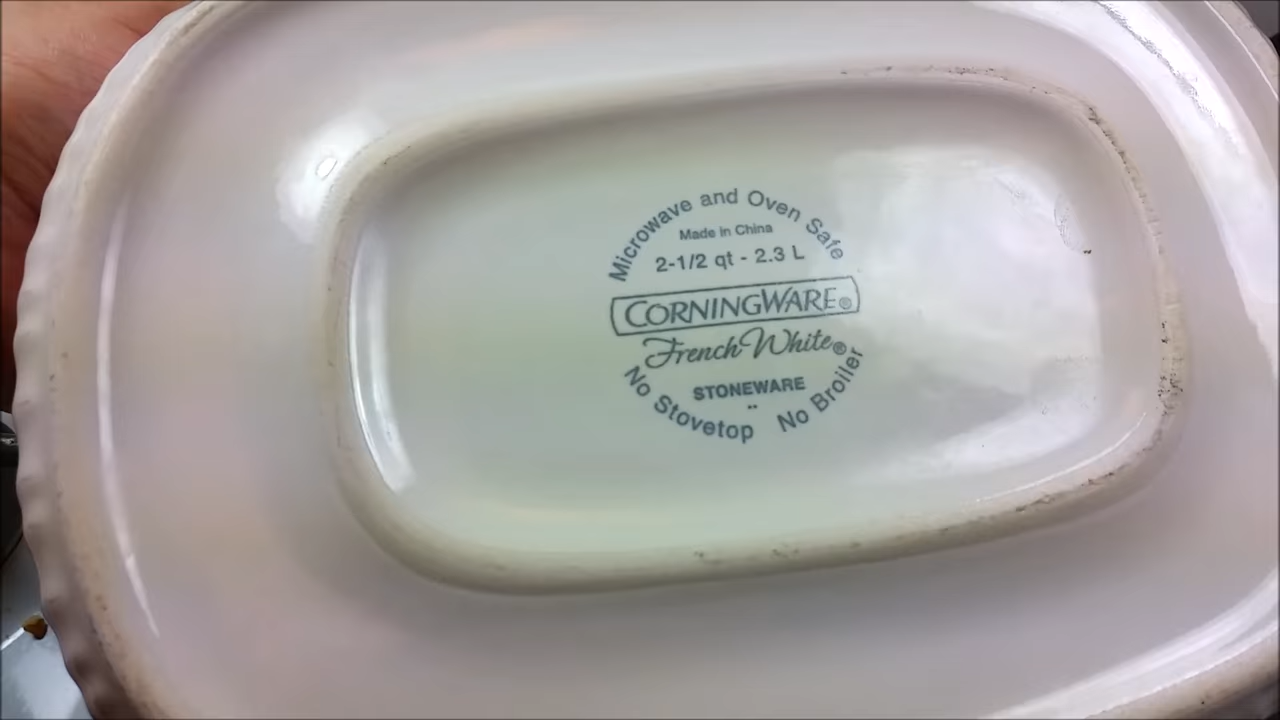 Microwave and Oven Safe
Made in China
2-1/2 qt - 2.3 L
CORNINGWARE®
French White®
STONEWARE
No Stovetop No Broiler